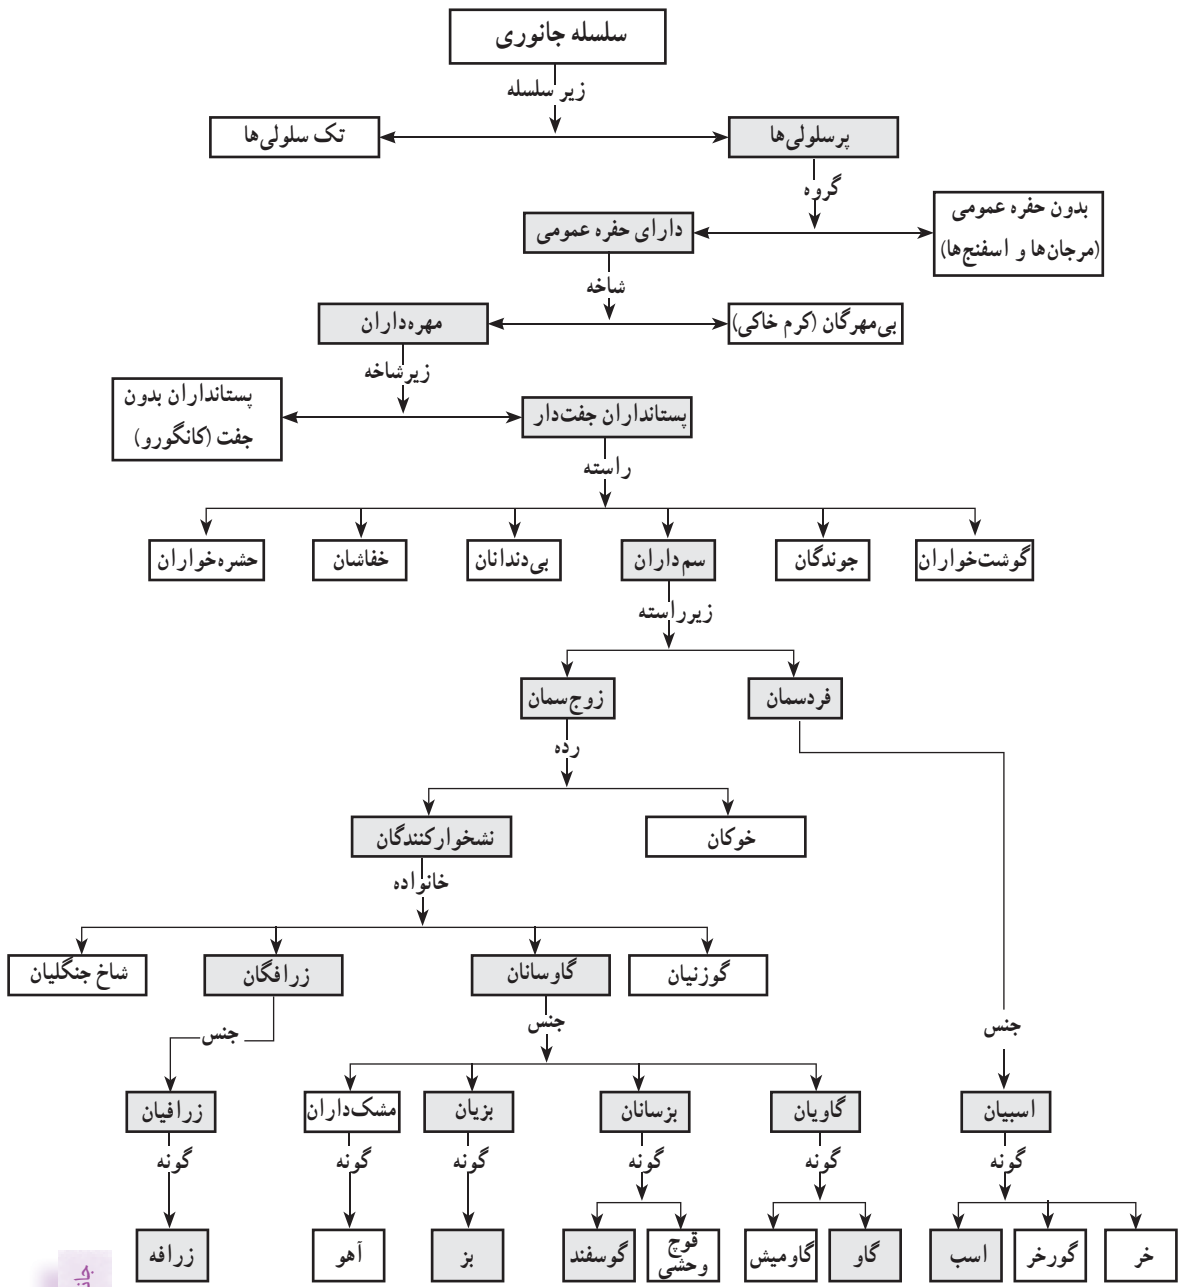 سلسله جانوری
زیر سلسله
پرسلولی‌ها
تک سلولی‌ها
گروه
بدون حفره عمومی
(مرجان‌ها و اسفنج‌ها)
دارای حفره عمومی
شاخه
بی‌مهرگان (کرم خاکی)
مهره‌داران
زیرشاخه
پستانداران جفت‌دار
پستانداران بدون
جفت (کانگورو)
راسته
گوشت‌خواران
جوندگان
سم‌داران
بی‌دندانان
خفاشان
حشره‌خواران
زیرراسته
فردسمان
زوج‌سمان
رده
خوکان
نشخوارکنندگان
خانواده
گوزنیان
گاوسانان
زرافگان
شاخ جنگلیان
جنس
جنس
جنس
اسبیان
گاویان
بزسانان
بزیان
مشک‌داران
زرافیان
گونه
گونه
گونه
گونه
گونه
گونه
خر
گورخر
اسب
گاو
گاومیش
قوچ
وحشی
گوسفند
بز
آهو
زرافه